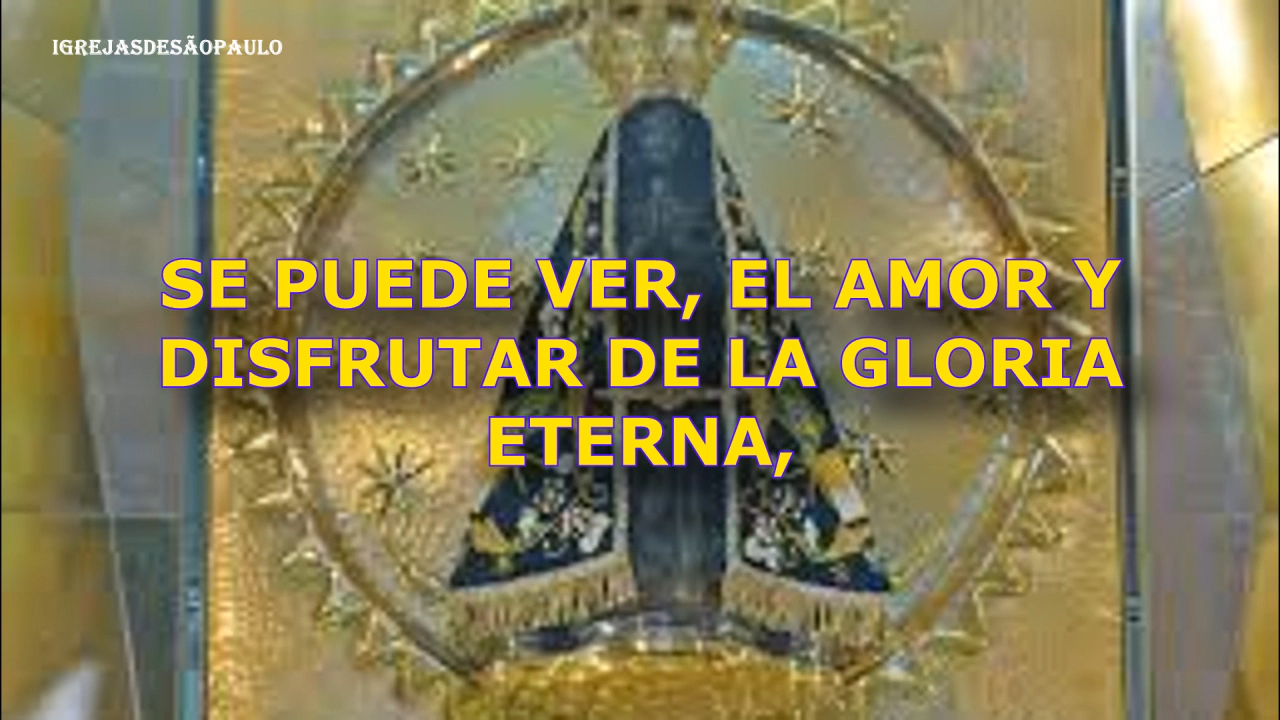 IGREJASDESÃOPAULO
SE PUEDE VER, EL AMOR Y
DISFRUTAR DE LA GLORIA
ETERNA,